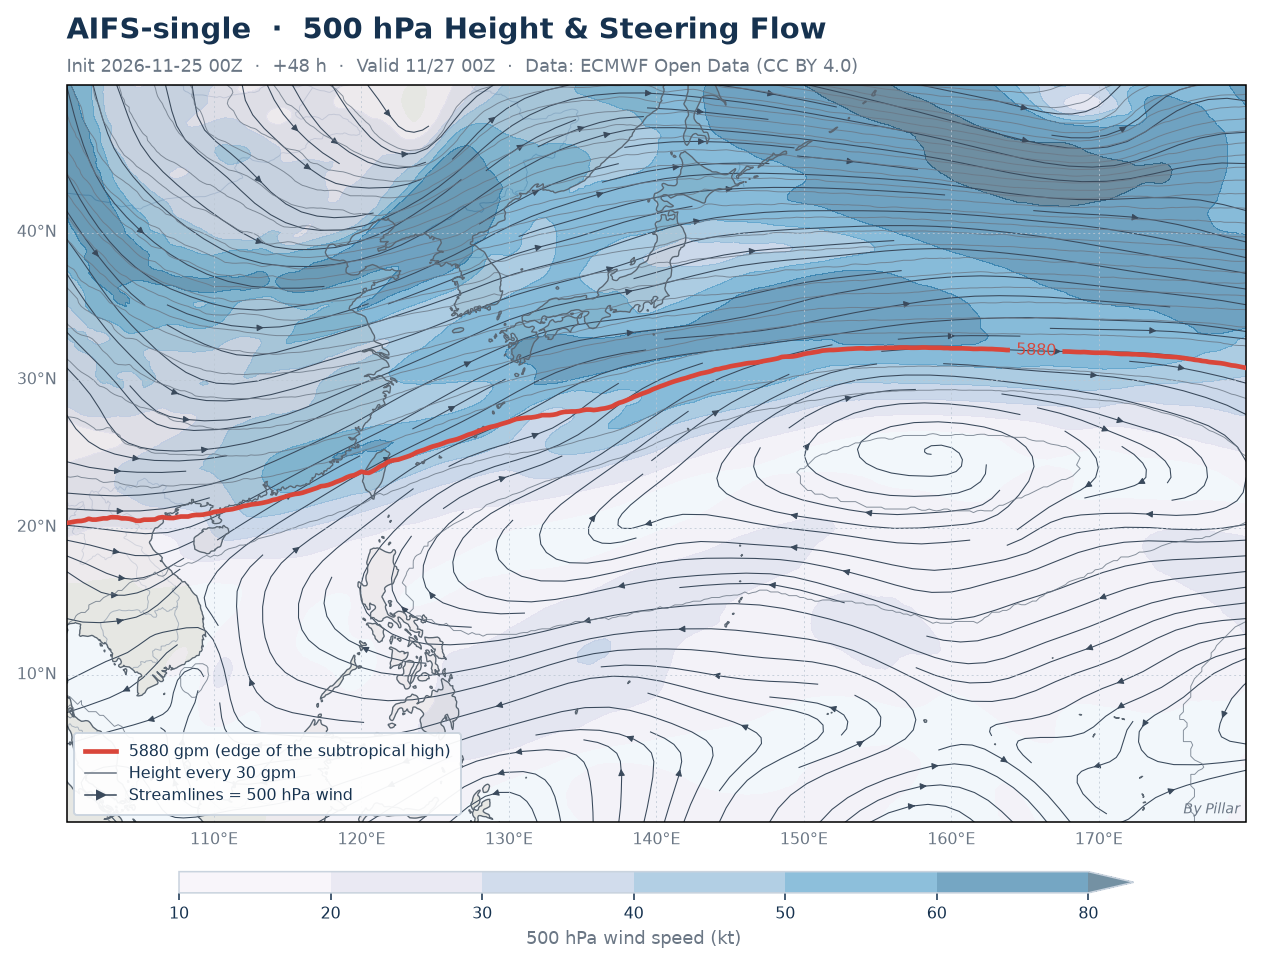 AIFS-single  ·  500 hPa Height & Steering Flow
Init 2026-11-25 00Z  ·  +48 h  ·  Valid 11/27 00Z  ·  Data: ECMWF Open Data (CC BY 4.0)
40°N
30°N
20°N
10°N
5880
5880 gpm (edge of the subtropical high)
Height every 30 gpm
Streamlines = 500 hPa wind
By Pillar
110°E 120°E 130°E 140°E 150°E 160°E 170°E
10 20 30 40 50 60 80
500 hPa wind speed (kt)